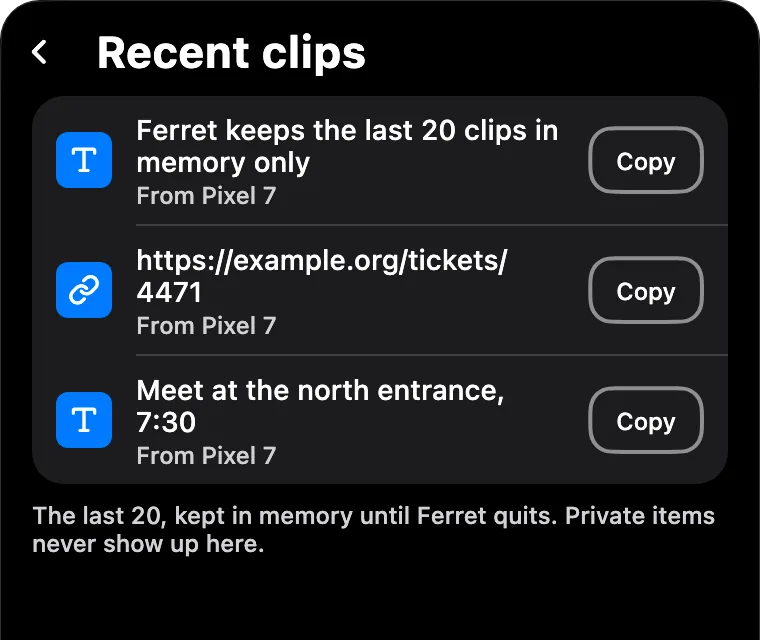 Recent clips
Ferret keeps the last 20 clips in
memory only
From Pixel 7
Copy
https://example.org/tickets/
4471
From Pixel 7
Copy
Meet at the north entrance,
7:30
From Pixel 7
Copy
The last 20, kept in memory until Ferret quits. Private items
never show up here.